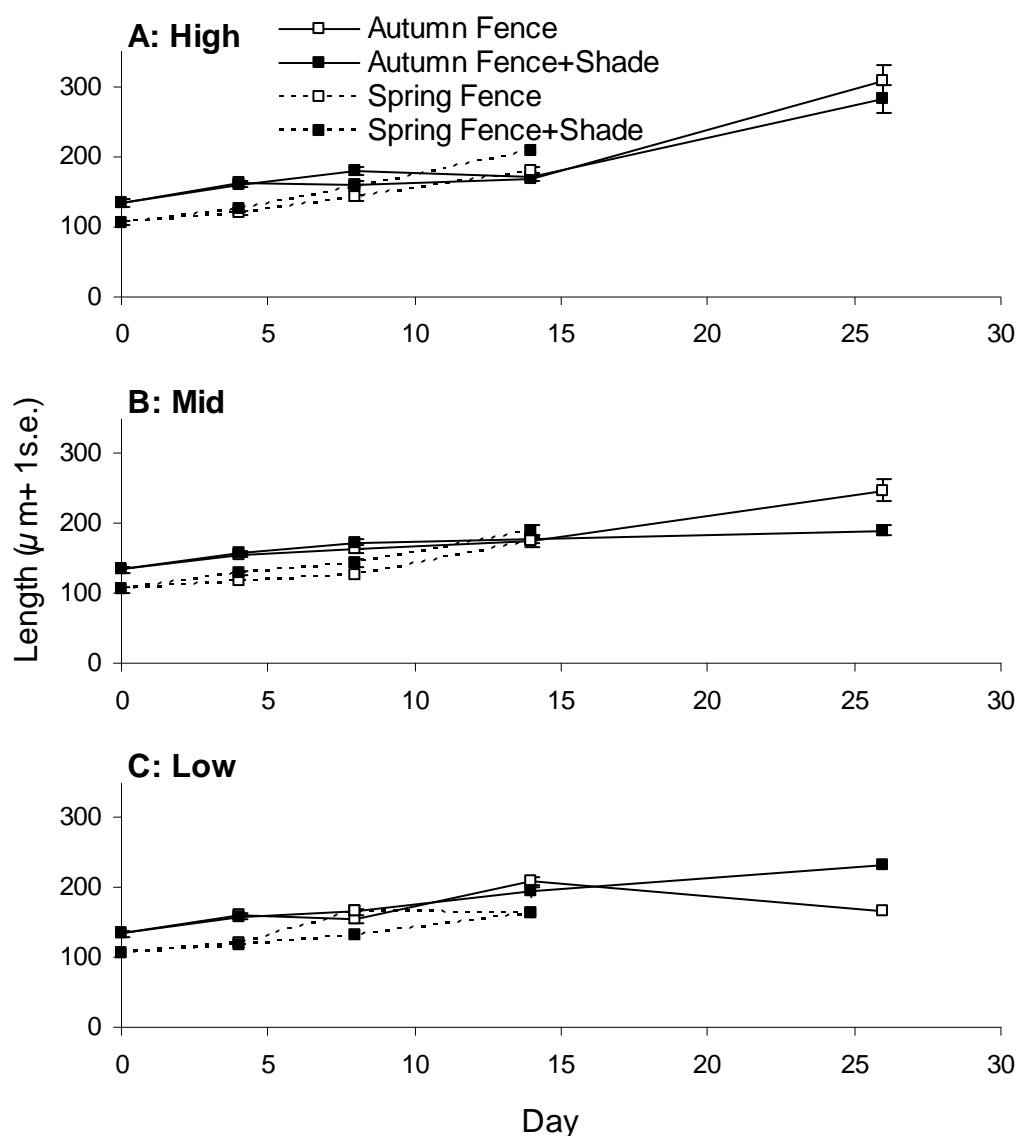 A: High
Autumn Fence
Autumn Fence+Shade
Spring Fence
Spring Fence+Shade
300
200
100
0
0 5 10 15 20 25 30
B: Mid
300
200
100
0
0 5 10 15 20 25 30
Length (µm+ 1s.e.)
C: Low
300
200
100
0
0 5 10 15 20 25 30
Day